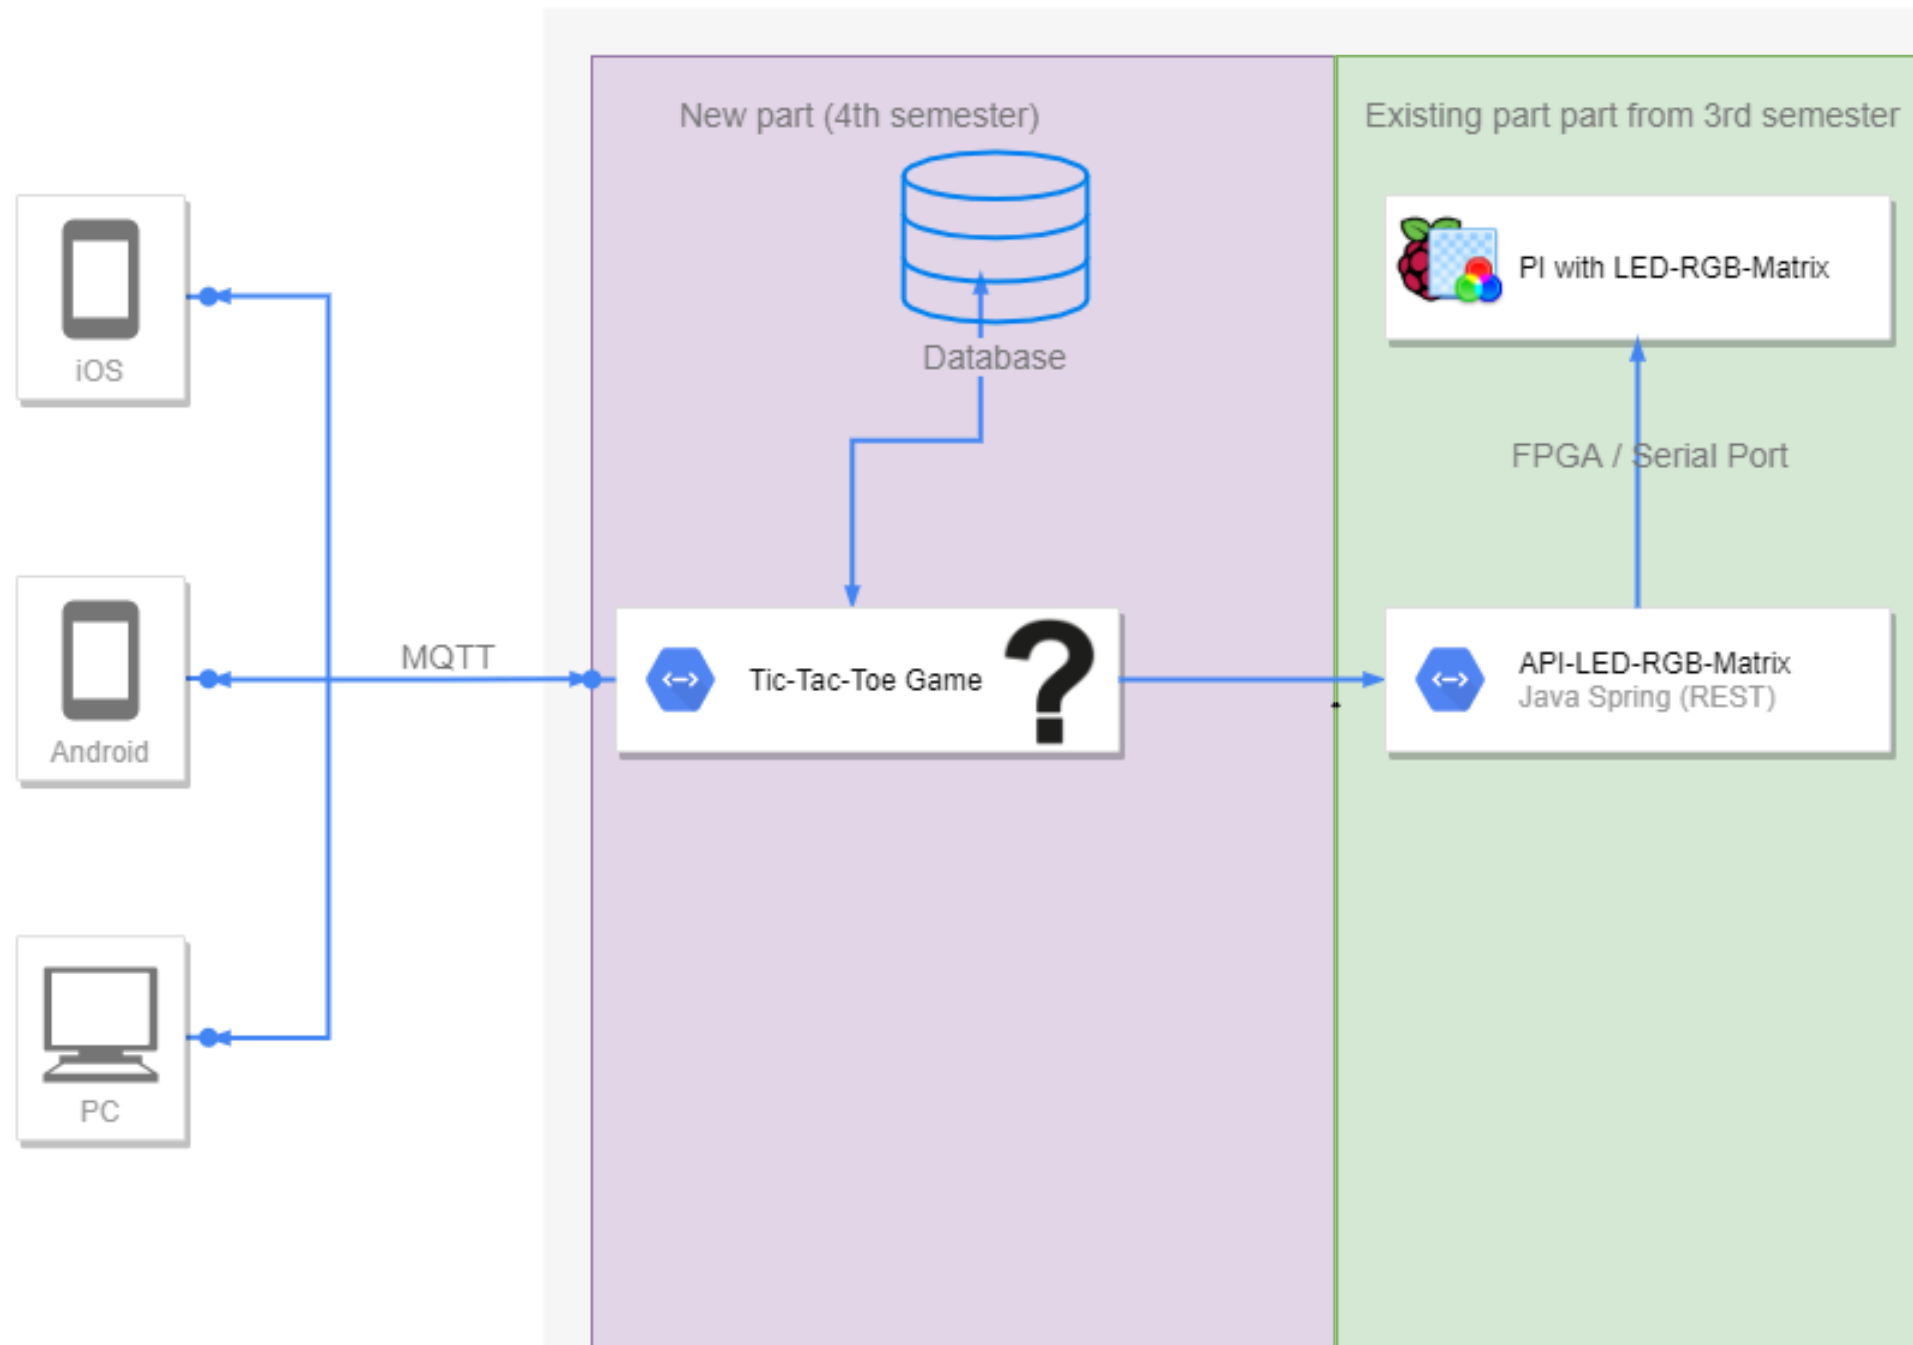 New part (4th semester)
Existing part part from 3rd semester
iOS
Database
PI with LED-RGB-Matrix
FPGA / Serial Port
Android
MQTT
Tic-Tac-Toe Game
?
API-LED-RGB-Matrix
Java Spring (REST)
PC